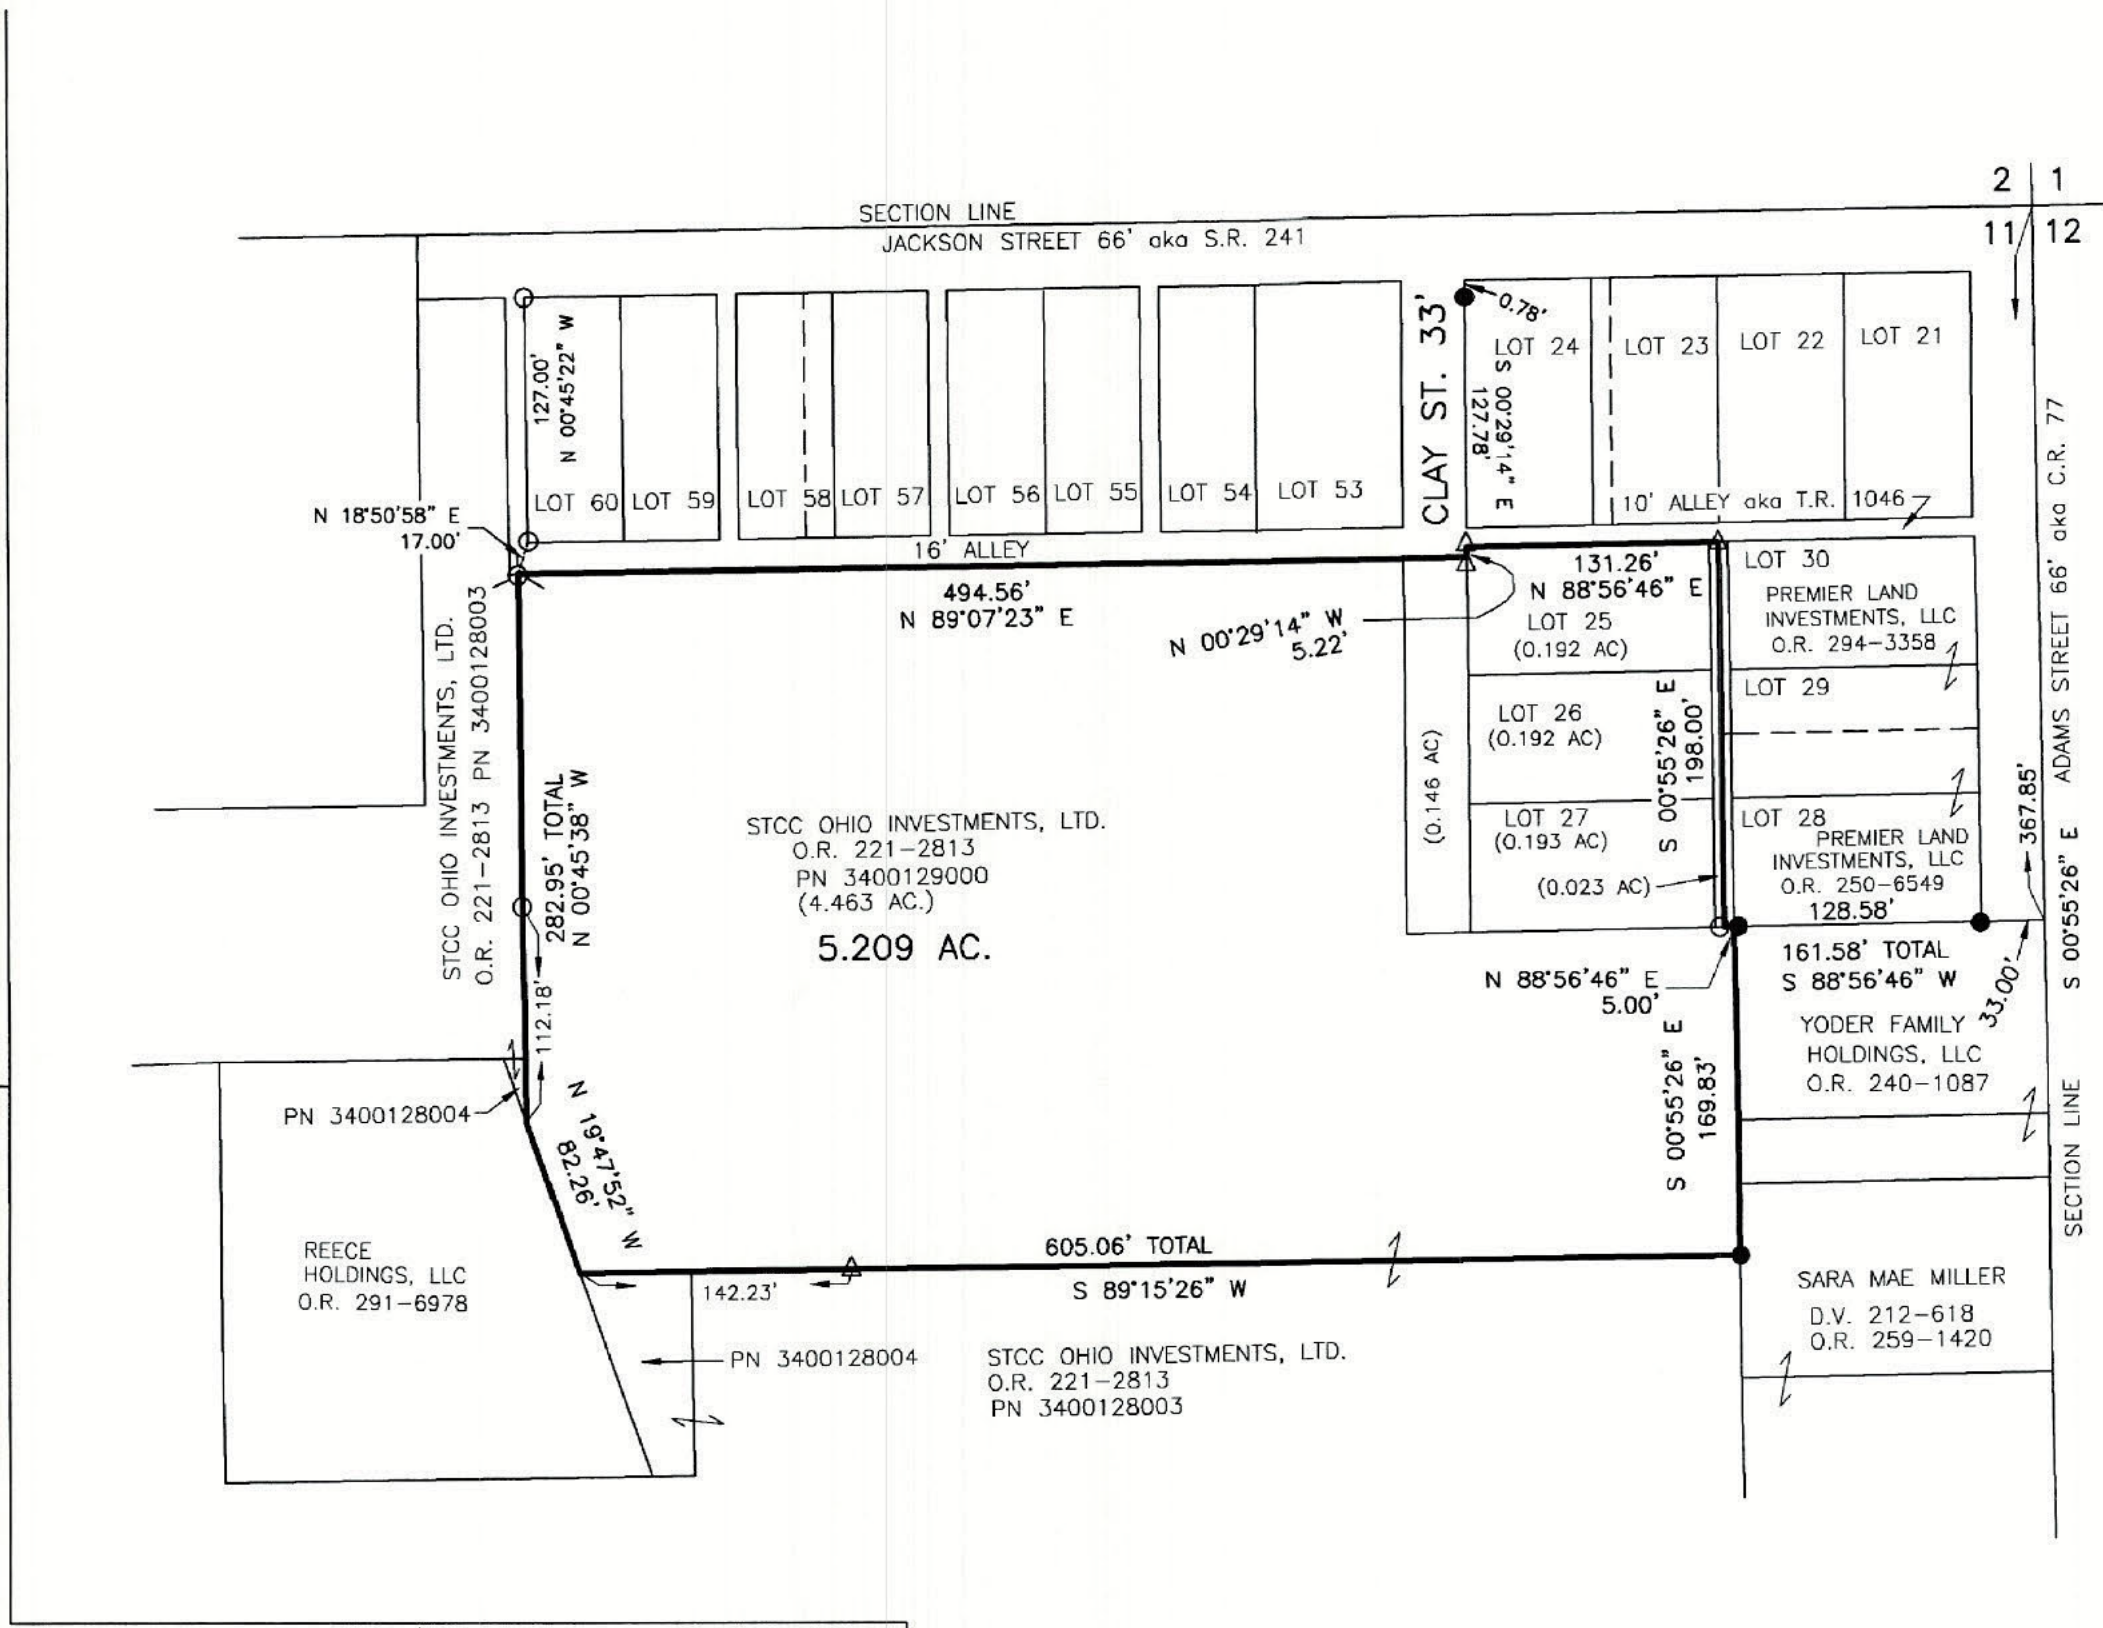 2 1
11 12
SECTION LINE
JACKSON STREET 66' aka S.R. 241
127.00'
N 00°45'22" W
LOT 60
LOT 59
LOT 58
LOT 57
LOT 56
LOT 55
LOT 54
LOT 53
CLAY ST. 33'
0.78'
S 00°29'14" E
127.78'
LOT 24
LOT 23
LOT 22
LOT 21
10' ALLEY aka T.R. 1046
N 18°50'58" E
17.00'
16' ALLEY
494.56'
N 89°07'23" E
N 00°29'14" W
5.22'
131.26'
N 88°56'46" E
LOT 25
(0.192 AC)
LOT 26
(0.192 AC)
LOT 27
(0.193 AC)
(0.023 AC)
(0.146 AC)
S 00°55'26" E
198.00'
LOT 30
PREMIER LAND
INVESTMENTS, LLC
O.R. 294-3358
LOT 29
LOT 28
PREMIER LAND
INVESTMENTS, LLC
O.R. 250-6549
128.58'
161.58' TOTAL
S 88°56'46" W
33.00'
367.85'
ADAMS STREET 66' aka C.R. 77
S 00°55'26" E
SECTION LINE
STCC OHIO INVESTMENTS, LTD.
O.R. 221-2813 PN 3400128003
282.95' TOTAL
N 00°45'38" W
112.18'
STCC OHIO INVESTMENTS, LTD.
O.R. 221-2813
PN 3400129000
(4.463 AC.)
5.209 AC.
N 88°56'46" E
5.00'
S 00°55'26" E
169.83'
YODER FAMILY
HOLDINGS, LLC
O.R. 240-1087
PN 3400128004
N 19°47'52" W
82.26'
REECE
HOLDINGS, LLC
O.R. 291-6978
605.06' TOTAL
S 89°15'26" W
142.23'
SARA MAE MILLER
D.V. 212-618
O.R. 259-1420
PN 3400128004
STCC OHIO INVESTMENTS, LTD.
O.R. 221-2813
PN 3400128003